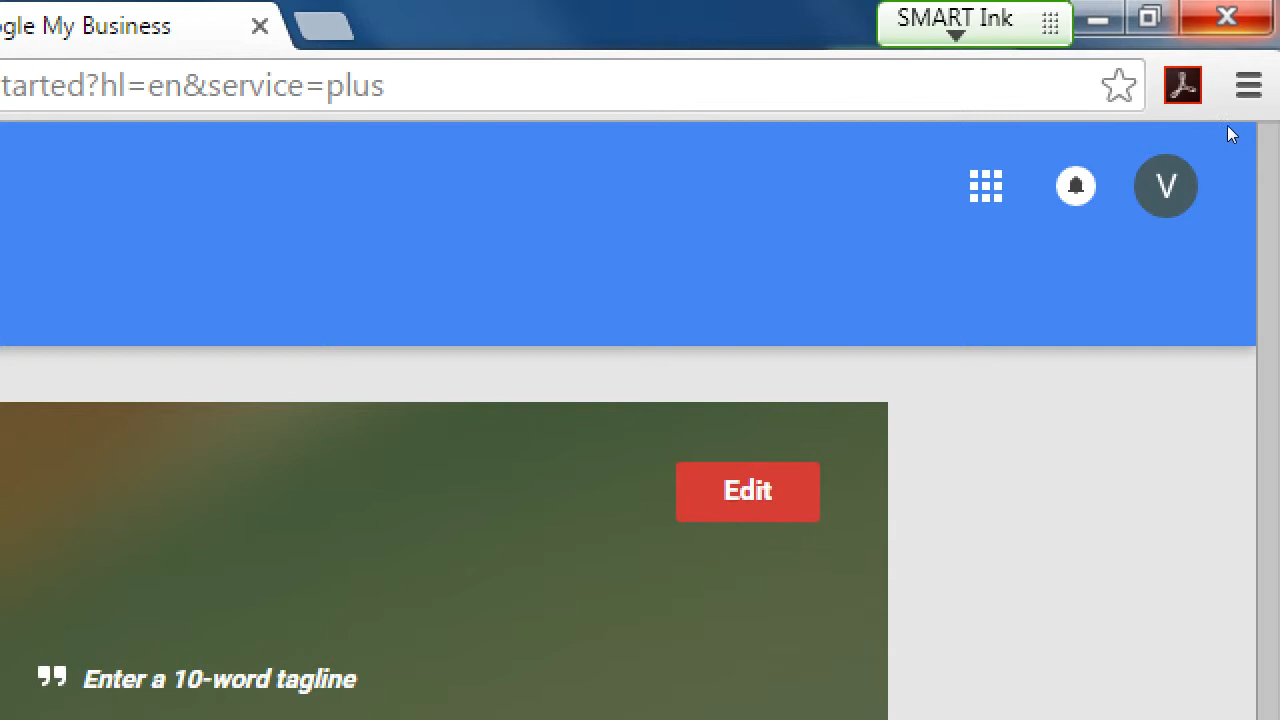 gle My Business
SMART Ink
tarted?hl=en&service=plus
V
Edit
Enter a 10-word tagline